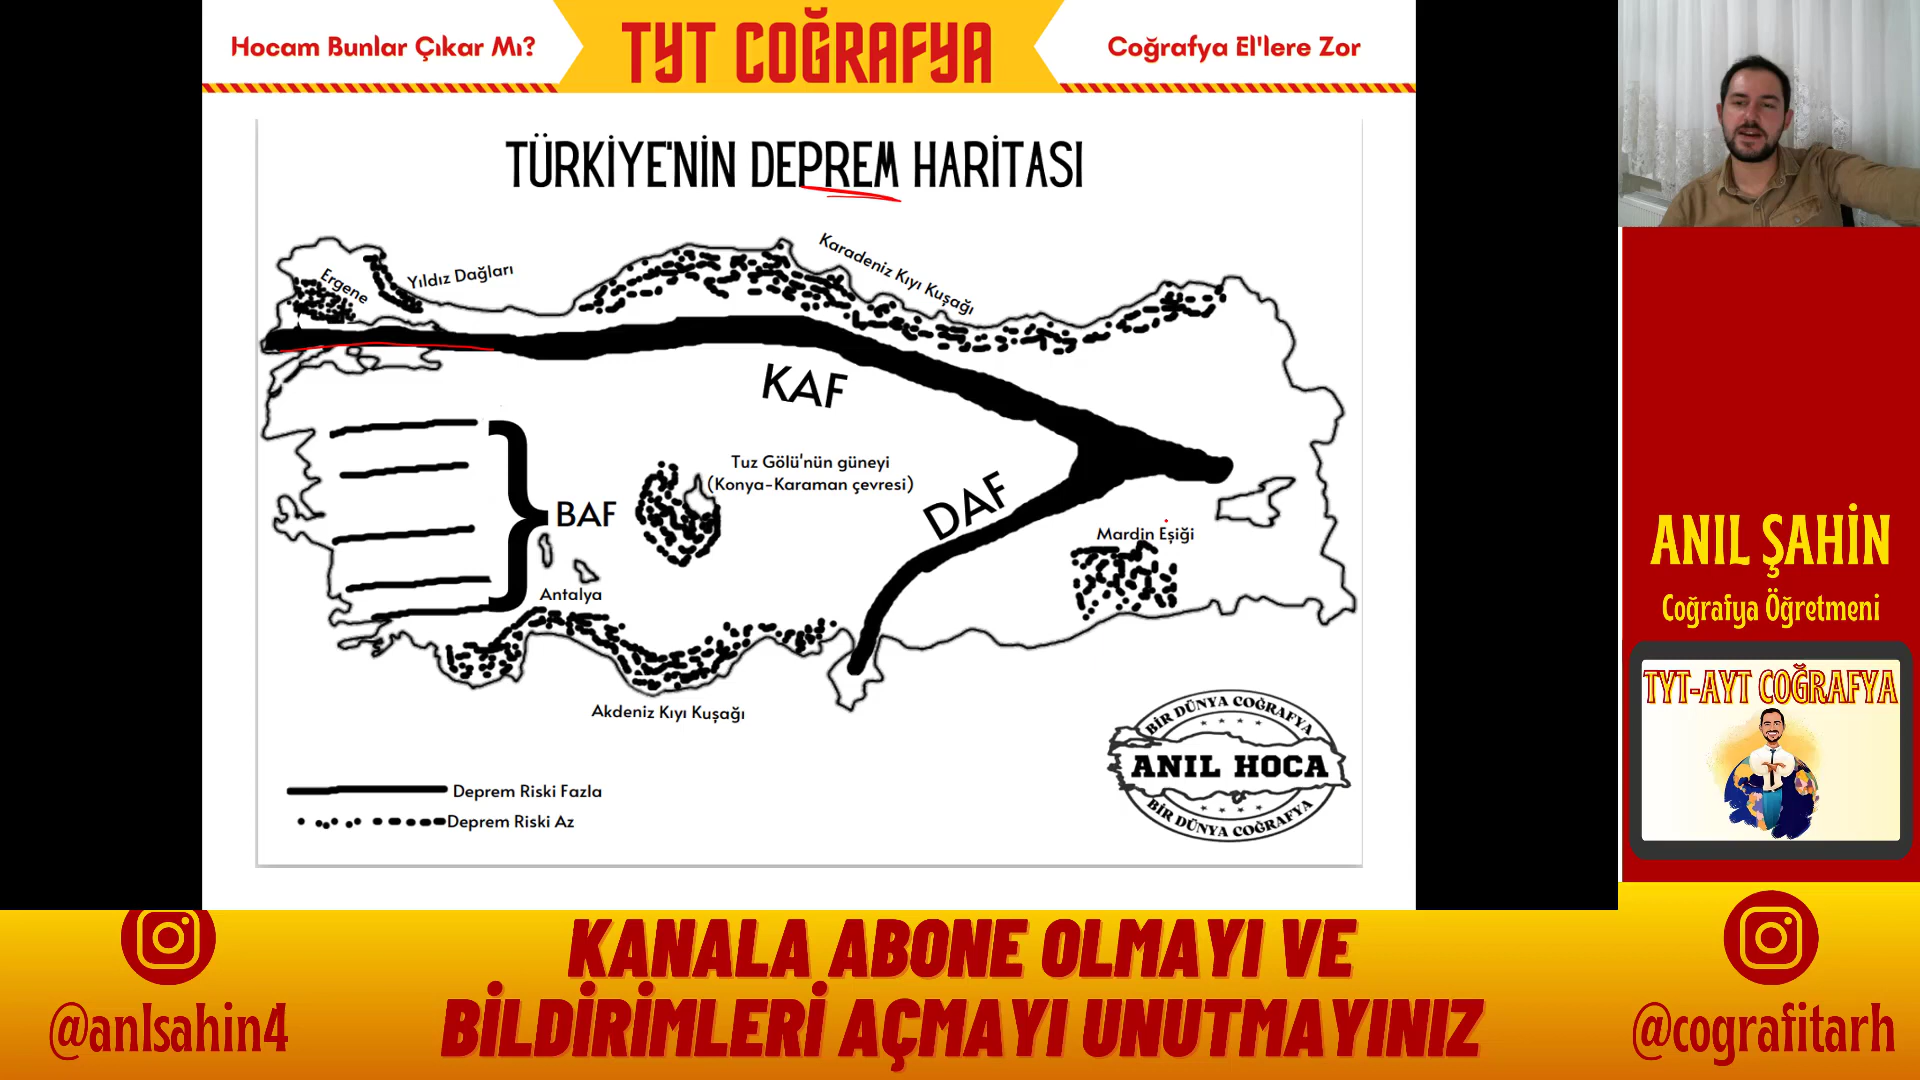 Hocam Bunlar Çıkar Mı?
TYT COĞRAFYA
Coğrafya El'lere Zor
TÜRKİYE'NİN DEPREM HARİTASI
Karadeniz Kıyı Kuşağı
Yıldız Dağları
Ergene
KAF
Tuz Gölü'nün güneyi
(Konya-Karaman çevresi)
DAF
BAF
Mardin Eşiği
Antalya
Akdeniz Kıyı Kuşağı
Deprem Riski Fazla
Deprem Riski Az
BİR DÜNYA COĞRAFYA
ANIL HOCA
BİR DÜNYA COĞRAFYA
ANIL ŞAHİN
Coğrafya Öğretmeni
TYT-AYT COĞRAFYA
KANALA ABONE OLMAYI VE
BİLDİRİMLERİ AÇMAYI UNUTMAYINIZ
@anlsahin4
@cografitarh